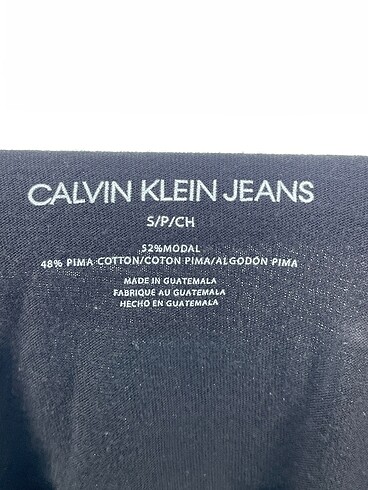 CALVIN KLEIN JEANS
S/P/CH
52%MODAL
48% PIMA COTTON/COTON PIMA/ALGODÓN PIMA
MADE IN GUATEMALA
FABRIQUE AU GUATEMALA
HECHO EN GUATEMALA